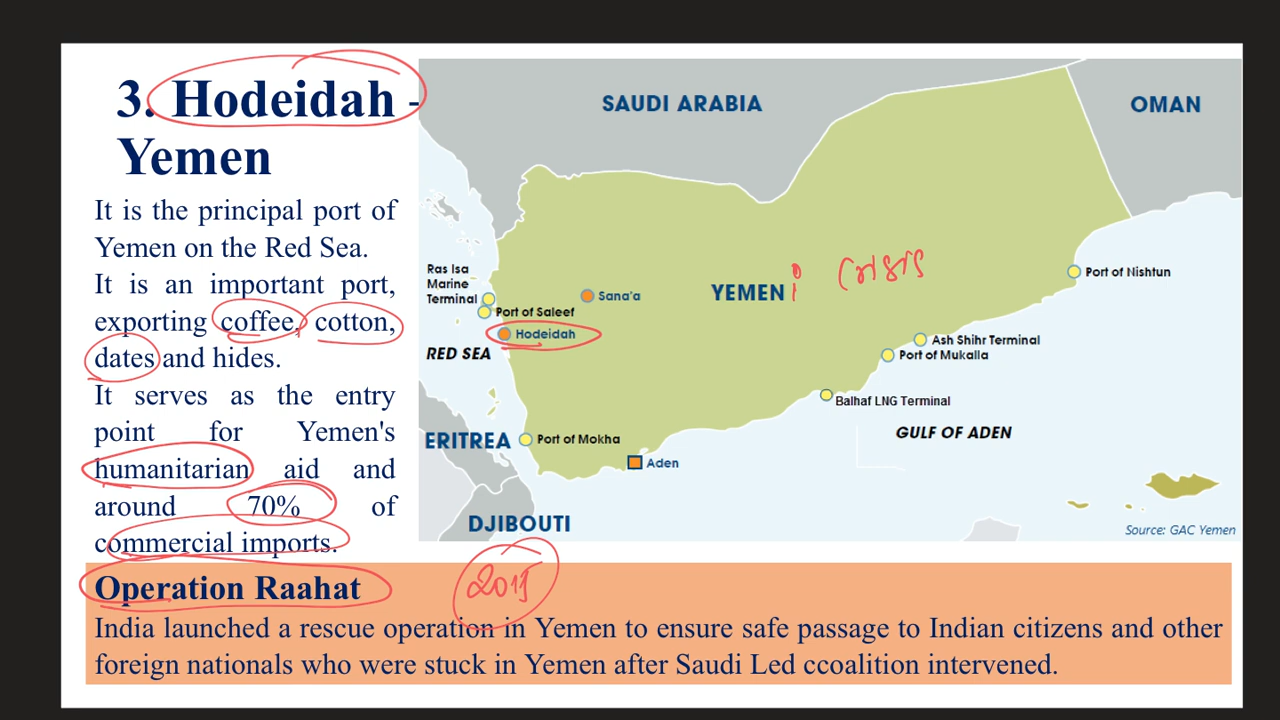 3. Hodeidah -
Yemen
It is the principal port of
Yemen on the Red Sea.
It is an important port,
exporting coffee, cotton,
dates and hides.
It serves as the entry
point for Yemen's
humanitarian aid and
around 70% of
commercial imports.
SAUDI ARABIA
OMAN
Ras Isa
Marine
Terminal
Sana'a
Port of Saleef
Hodeidah
RED SEA
YEMEN
crisis
Port of Nishtun
Ash Shihr Terminal
Port of Mukalla
Balhaf LNG Terminal
GULF OF ADEN
ERITREA
Port of Mokha
Aden
DJIBOUTI
Source: GAC Yemen
Operation Raahat
2015
India launched a rescue operation in Yemen to ensure safe passage to Indian citizens and other
foreign nationals who were stuck in Yemen after Saudi Led ccoalition intervened.